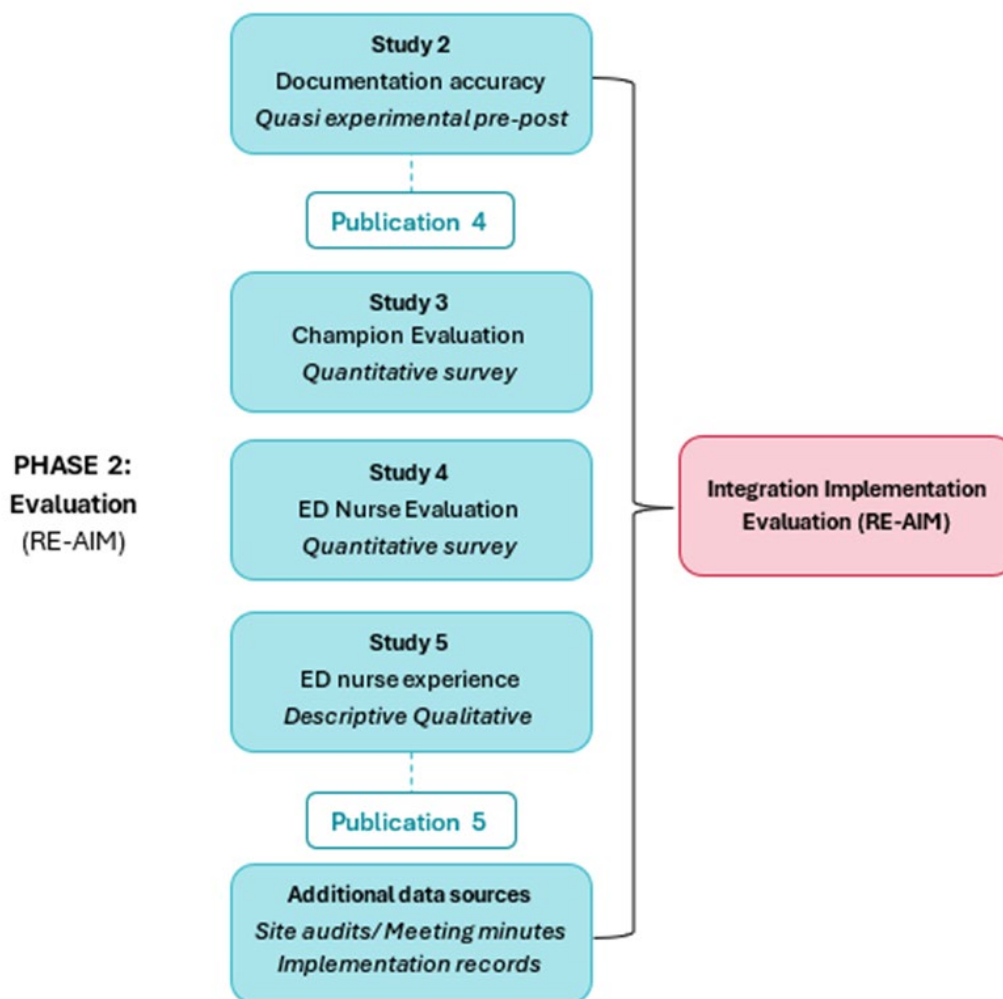 Study 2
Documentation accuracy
Quasi experimental pre-post
Publication 4
Study 3
Champion Evaluation
Quantitative survey
PHASE 2:
Evaluation
(RE-AIM)
Study 4
ED Nurse Evaluation
Quantitative survey
Integration Implementation
Evaluation (RE-AIM)
Study 5
ED nurse experience
Descriptive Qualitative
Publication 5
Additional data sources
Site audits/ Meeting minutes
Implementation records